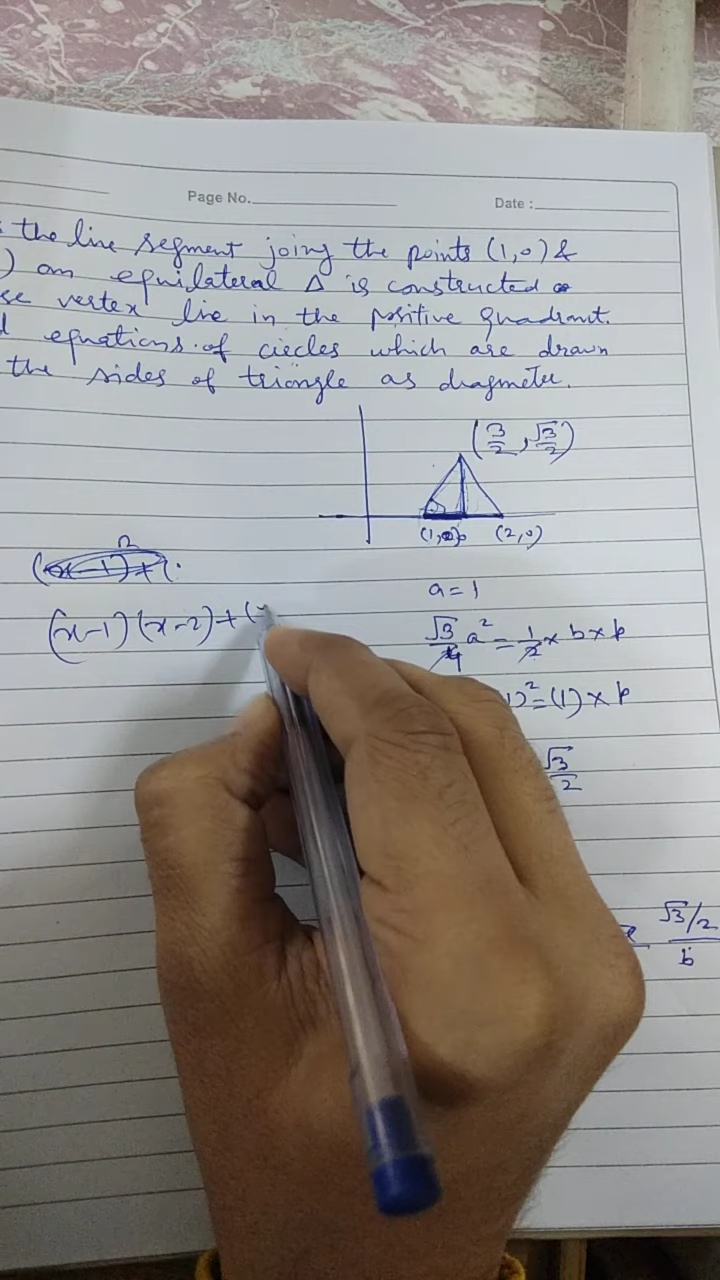 Page No.
Date :
the line segment joing the points (1,0) &
) an equilateral Δ is constructed
se vertex lie in the positive quadrant.
equations of circles which are drawn
the sides of triangle as diagmeter.
(3/2, √3/2)
(2,0)
a = 1
(x-1)(x-2)+(
√3/4 a² = 1/2 × b × p
)² = (1) × p
√3/2
√3/2
b